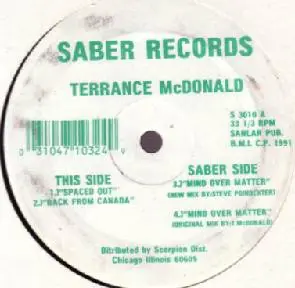 SABER RECORDS
TERRANCE McDONALD
S 3010 A
33 1/3 RPM
SANLAR PUB.
B.M.I. C.P. 1991
0 31047 10324 9
THIS SIDE
1.)"SPACED OUT"
2.)"BACK FROM CANADA"
SABER SIDE
3.)"MIND OVER MATTER"
(NEW MIX BY STEVE POINDEXTER)
4.)"MIND OVER MATTER"
(ORIGINAL MIX BY T MCDONALD)
Ditributed by Scorpion Dist.
Chicago Illinois 60605